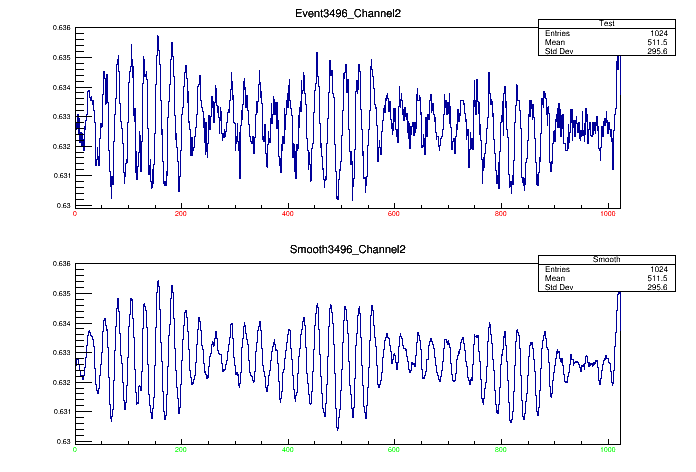 Event3496_Channel2
Test
Entries 1024
Mean 511.5
Std Dev 295.6
0.636
0.635
0.634
0.633
0.632
0.631
0.63
0 200 400 600 800 1000
Smooth3496_Channel2
Smooth
Entries 1024
Mean 511.5
Std Dev 295.6
0.636
0.635
0.634
0.633
0.632
0.631
0.63
0 200 400 600 800 1000